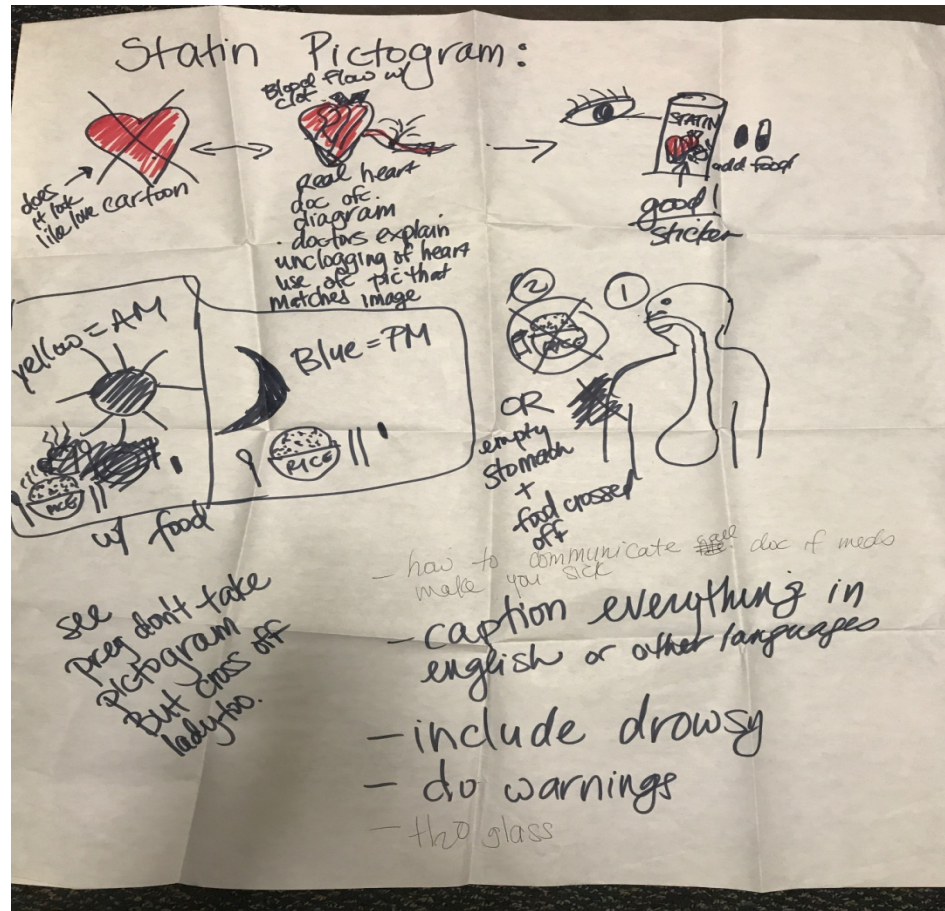 Statin Pictogram:
Blood flow w/
clot
does
it look
like love cartoon
real heart
doc ofc.
diagram
. doctors explain
unclogging of heart
use ofc pic that
matches image
STATIN
add food
good!
sticker
yellow = AM
RICE
w/ food
Blue = PM
RICE
2
RICE
1
OR
empty
stomach
+
food crossed
off
- how to communicate doc if meds
make you sick
- caption everything in
english or other languages
- include drowsy
- do warnings
- H2O glass
see
preg don't take
pictogram
But cross off
lady too.